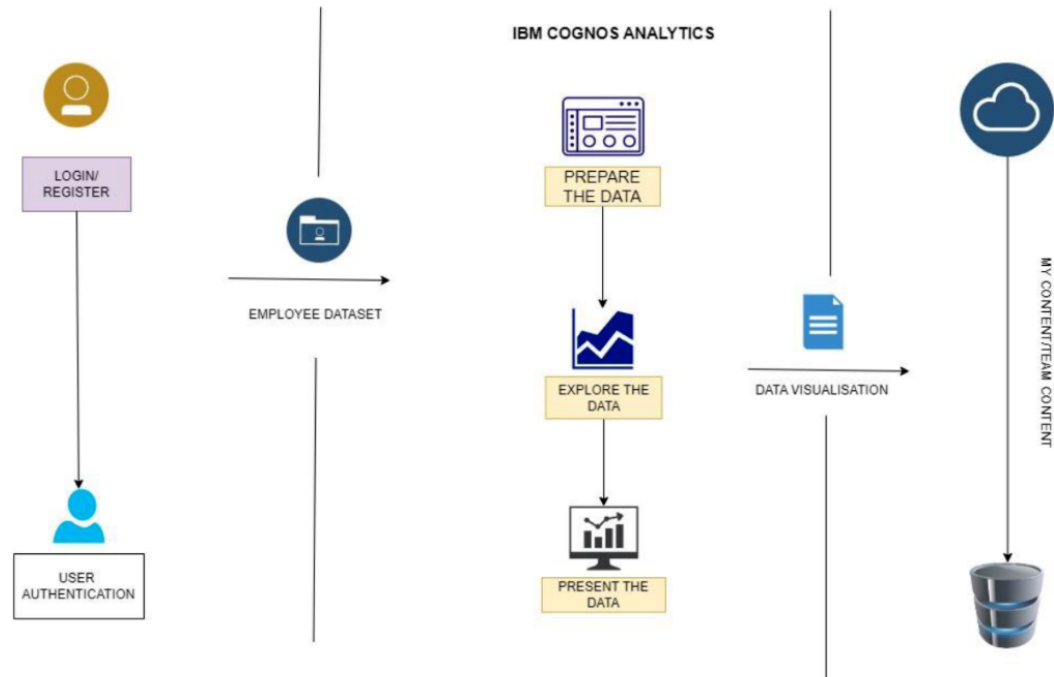 IBM COGNOS ANALYTICS
LOGIN/
REGISTER
USER
AUTHENTICATION
EMPLOYEE DATASET
PREPARE
THE DATA
EXPLORE THE
DATA
PRESENT THE
DATA
DATA VISUALISATION
MY CONTENT/TEAM CONTENT